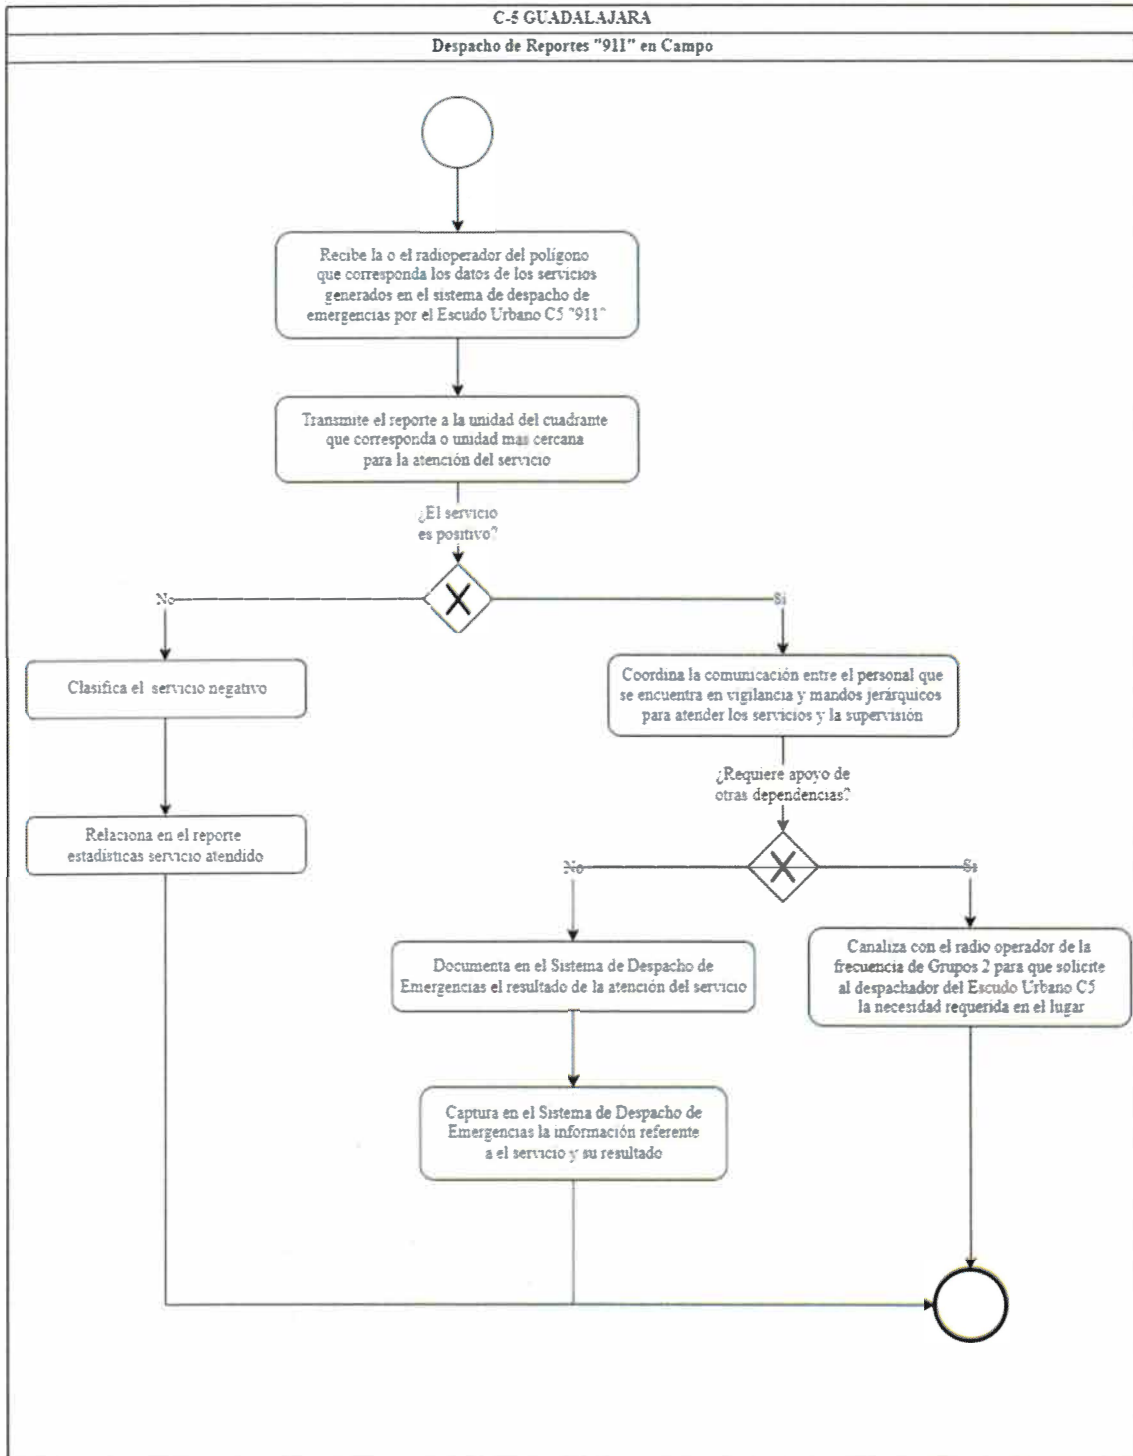 C-5 GUADALAJARA
Despacho de Reportes "911" en Campo
Recibe la o el radioperador del polígono
que corresponda los datos de los servicios
generados en el sistema de despacho de
emergencias por el Escudo Urbano C5 "911"
Transmite el reporte a la unidad del cuadrante
que corresponda o unidad mas cercana
para la atención del servicio
¿El servicio
es positivo?
No
Si
Clasifica el servicio negativo
Coordina la comunicación entre el personal que
se encuentra en vigilancia y mandos jerárquicos
para atender los servicios y la supervisión
¿Requiere apoyo de
otras dependencias?
Relaciona en el reporte
estadísticas servicio atendido
No
Si
Documenta en el Sistema de Despacho de
Emergencias el resultado de la atención del servicio
Canaliza con el radio operador de la
frecuencia de Grupos 2 para que solicite
al despachador del Escudo Urbano C5
la necesidad requerida en el lugar
Captura en el Sistema de Despacho de
Emergencias la información referente
a el servicio y su resultado